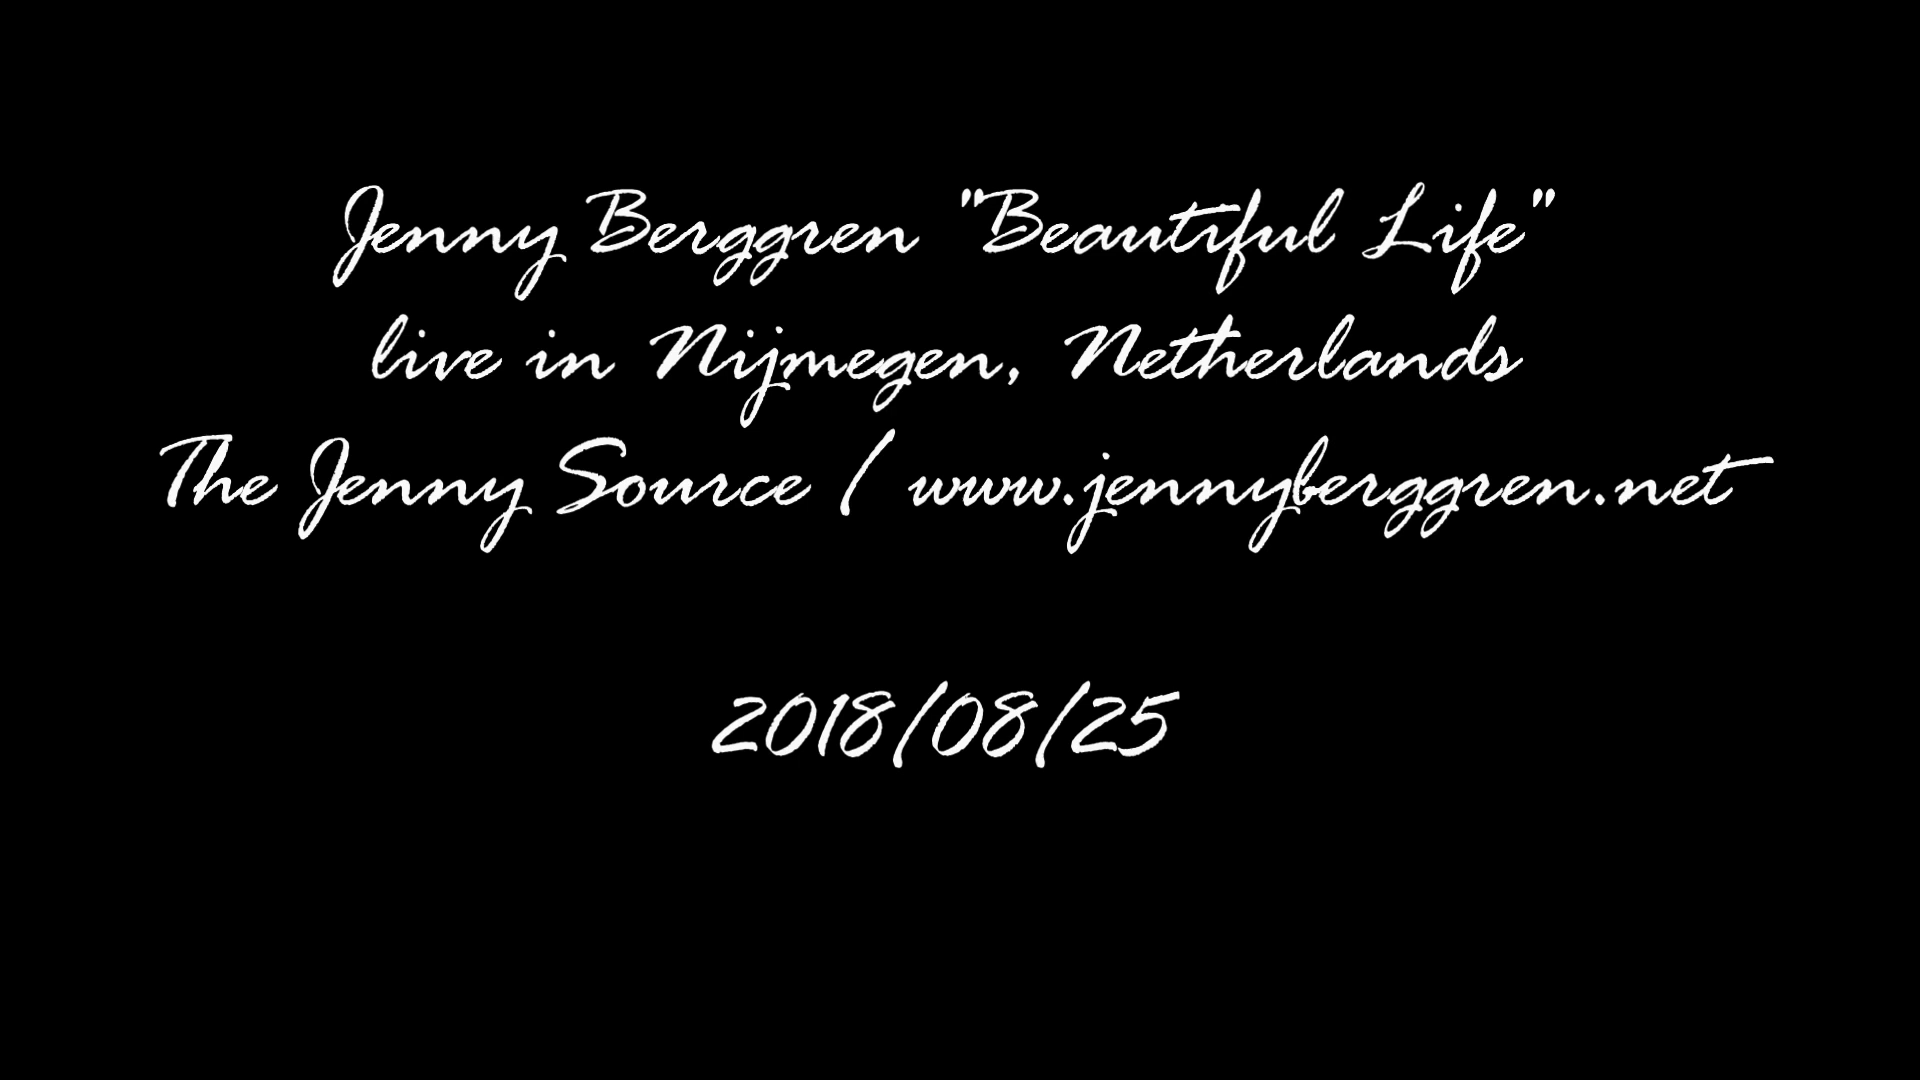 Jenny Berggren "Beautiful Life"
live in Nijmegen, Netherlands
The Jenny Source / www.jennyberggren.net
2018/08/25